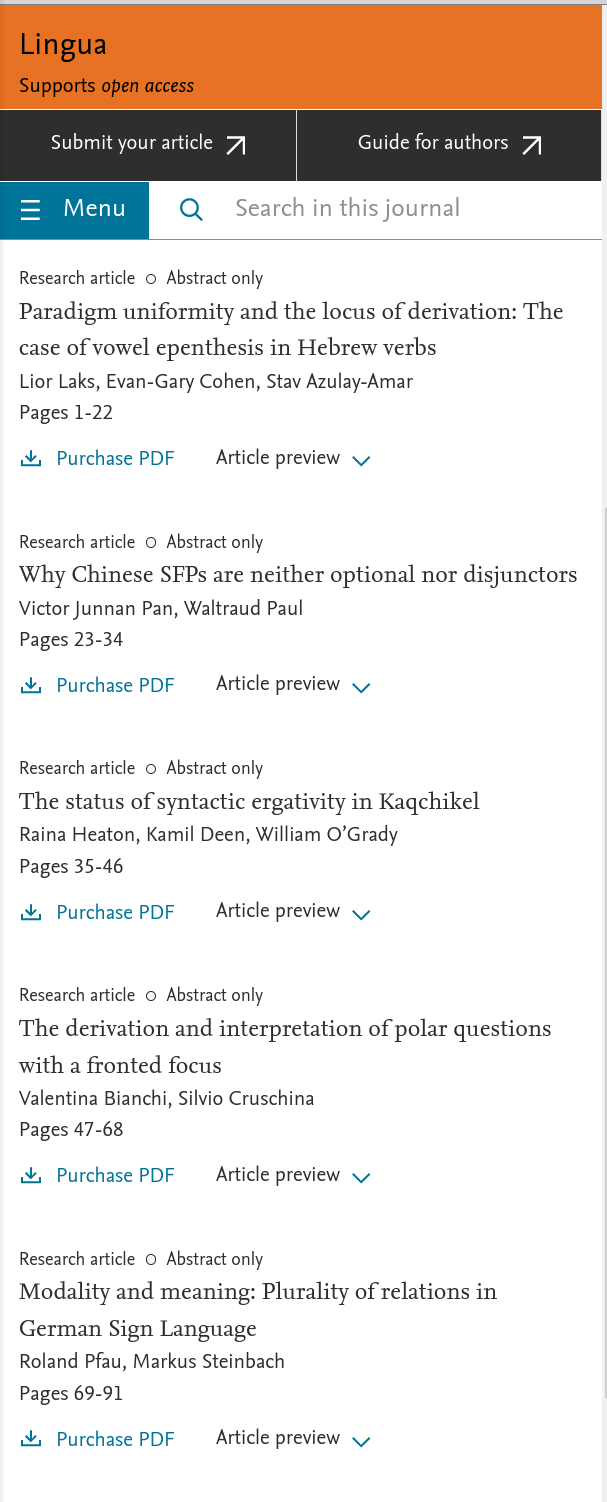 Lingua
Supports open access
Submit your article
Guide for authors
Menu
Search in this journal
Research article
Abstract only
Paradigm uniformity and the locus of derivation: The
case of vowel epenthesis in Hebrew verbs
Lior Laks, Evan-Gary Cohen, Stav Azulay-Amar
Pages 1-22
Purchase PDF
Article preview
Research article
Abstract only
Why Chinese SFPs are neither optional nor disjunctors
Victor Junnan Pan, Waltraud Paul
Pages 23-34
Purchase PDF
Article preview
Research article
Abstract only
The status of syntactic ergativity in Kaqchikel
Raina Heaton, Kamil Deen, William O’Grady
Pages 35-46
Purchase PDF
Article preview
Research article
Abstract only
The derivation and interpretation of polar questions
with a fronted focus
Valentina Bianchi, Silvio Cruschina
Pages 47-68
Purchase PDF
Article preview
Research article
Abstract only
Modality and meaning: Plurality of relations in
German Sign Language
Roland Pfau, Markus Steinbach
Pages 69-91
Purchase PDF
Article preview